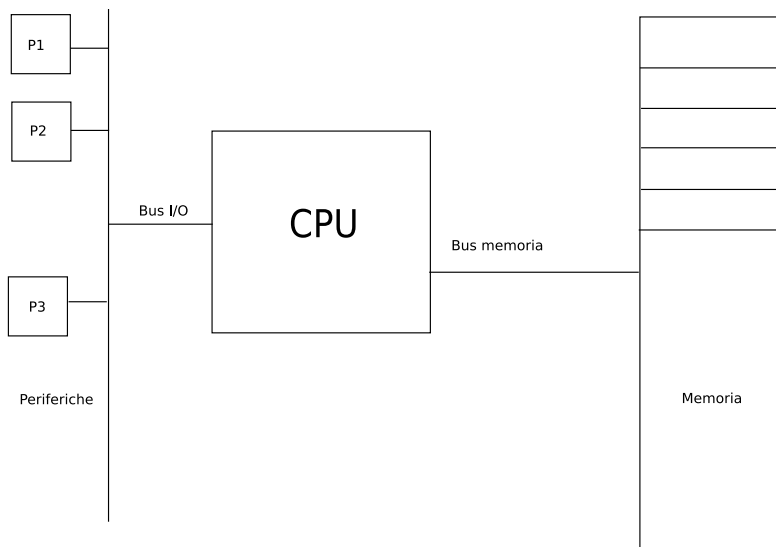 P1
P2
Bus I/O
CPU
Bus memoria
P3
Periferiche
Memoria